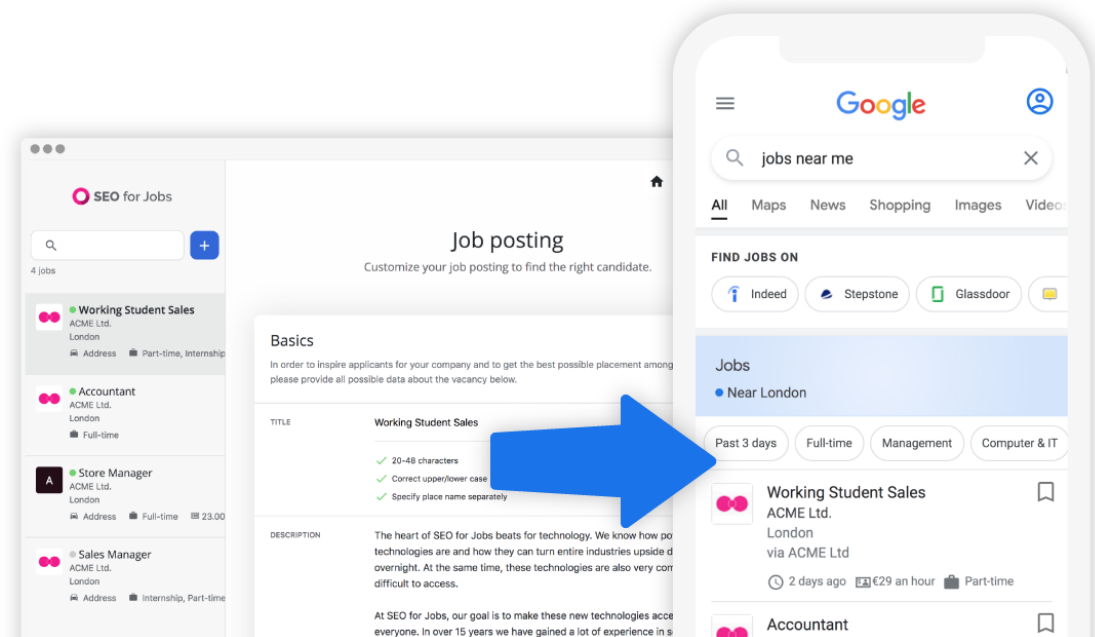 SEO for Jobs
+
4 jobs
Working Student Sales
ACME Ltd.
London
Address Part-time, Internship
Accountant
ACME Ltd.
London
Full-time
A
Store Manager
ACME Ltd.
London
Address Full-time 23.00
Sales Manager
ACME Ltd.
London
Address Internship, Part-time
Job posting
Customize your job posting to find the right candidate.
Basics
In order to inspire applicants for your company and to get the best possible placement among
please provide all possible data about the vacancy below.
TITLE
Working Student Sales
20-48 characters
Correct upper/lower case
Specify place name separately
DESCRIPTION
The heart of SEO for Jobs beats for technology. We know how
technologies are and how they can turn entire industries upside
overnight. At the same time, these technologies are also very
difficult to access.
At SEO for Jobs, our goal is to make these new technologies
everyone. In over 15 years we have gained a lot of experience in
Google
jobs near me
All Maps News Shopping Images Videos
FIND JOBS ON
Indeed Stepstone Glassdoor
Jobs
Near London
Past 3 days Full-time Management Computer & IT
Working Student Sales
ACME Ltd.
London
via ACME Ltd
2 days ago €29 an hour Part-time
Accountant